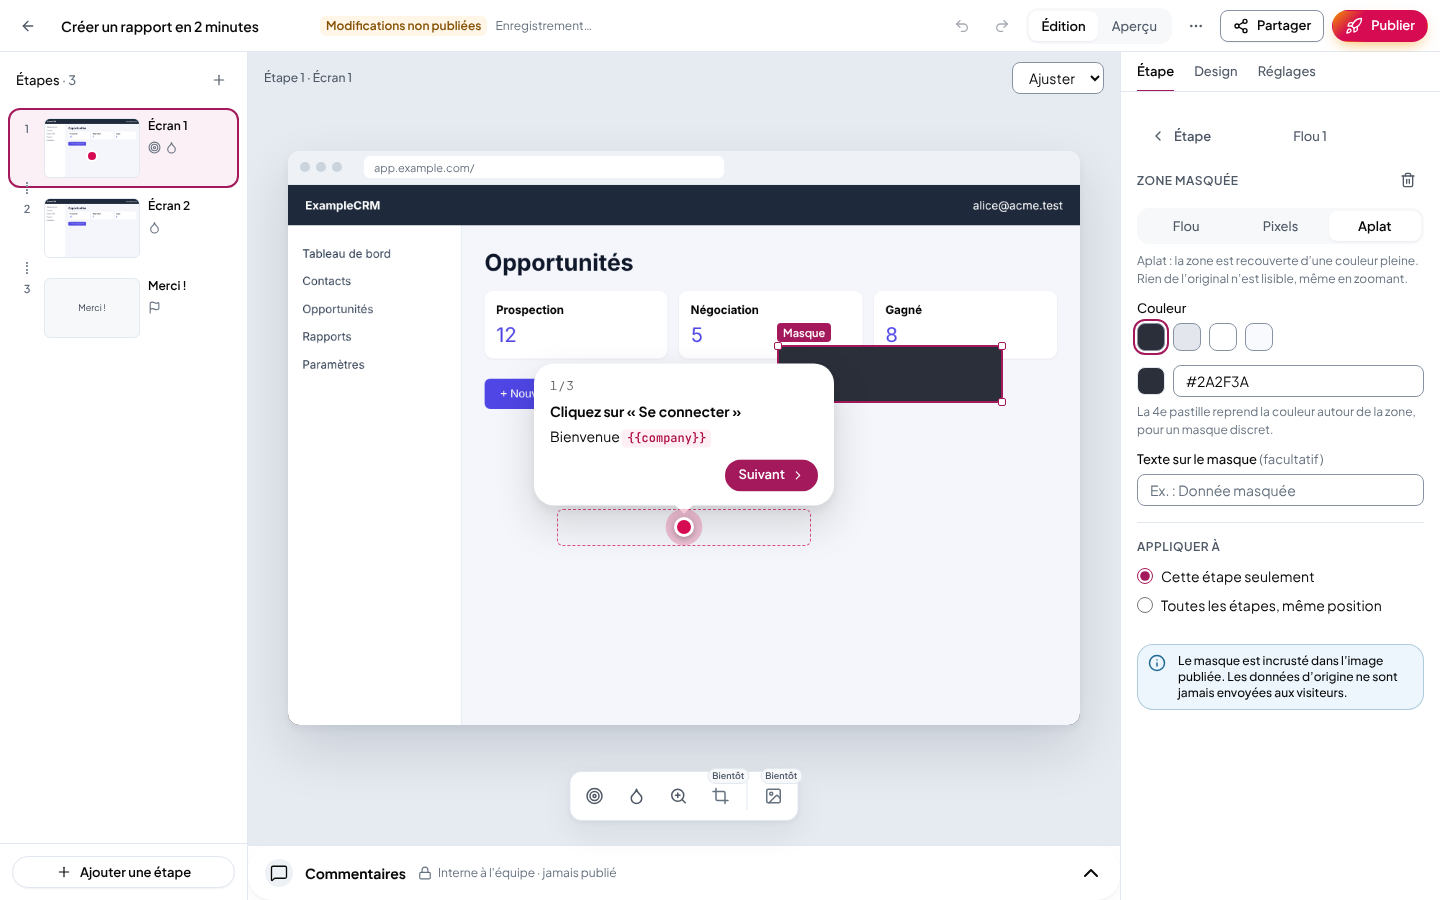 Créer un rapport en 2 minutes
Modifications non publiées
Enregistrement…
Édition
Aperçu
Partager
Publier
Étapes · 3
1
Écran 1
2
Écran 2
3
Merci !
Merci !
Ajouter une étape
Étape 1 · Écran 1
Ajuster
app.example.com/
ExampleCRM
alice@acme.test
Tableau de bord
Contacts
Opportunités
Rapports
Paramètres
Opportunités
Prospection
12
Négociation
5
Gagné
8
Masque
+ Nouv
1 / 3
Cliquez sur « Se connecter »
Bienvenue {{company}}
Suivant
Bientôt
Bientôt
Commentaires
Interne à l'équipe · jamais publié
Étape
Design
Réglages
Étape
Flou 1
ZONE MASQUÉE
Flou
Pixels
Aplat
Aplat : la zone est recouverte d'une couleur pleine.
Rien de l'original n'est lisible, même en zoomant.
Couleur
#2A2F3A
La 4e pastille reprend la couleur autour de la zone,
pour un masque discret.
Texte sur le masque (facultatif)
Ex. : Donnée masquée
APPLIQUER À
Cette étape seulement
Toutes les étapes, même position
Le masque est incrusté dans l'image
publiée. Les données d'origine ne sont
jamais envoyées aux visiteurs.